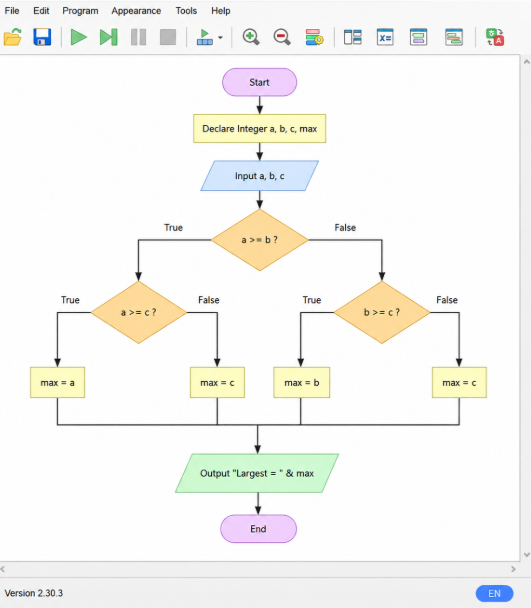 File Edit Program Appearance Tools Help
x=
A
Start
Declare Integer a, b, c, max
Input a, b, c
a >= b ?
True
False
a >= c ?
True
False
b >= c ?
True
False
max = a
max = c
max = b
max = c
Output "Largest = " & max
End
Version 2.30.3
EN